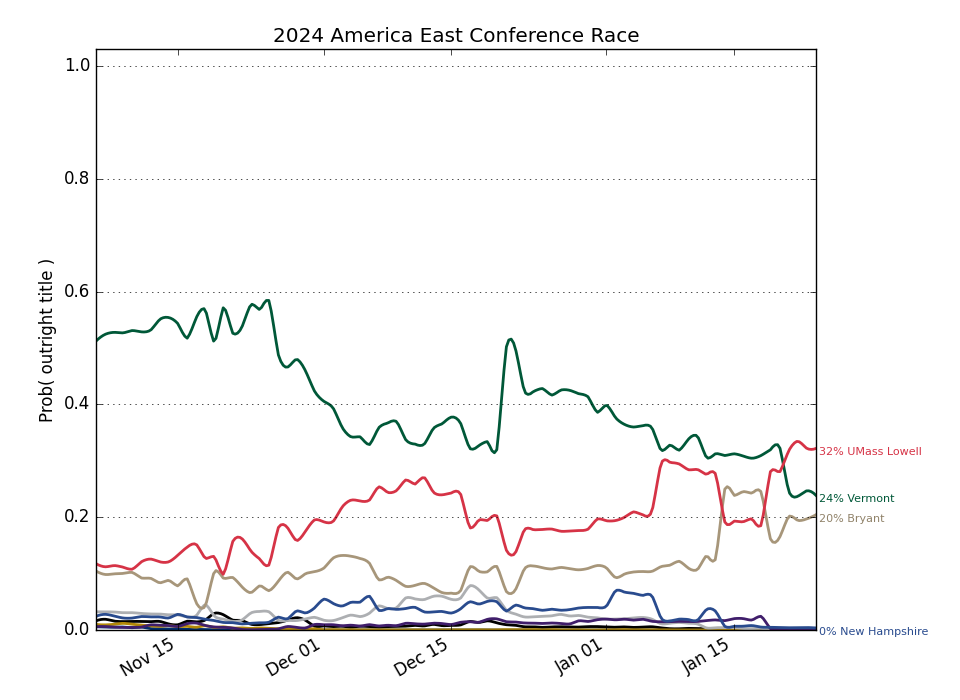 2024 America East Conference Race
Prob( outright title )
1.0
0.8
0.6
0.4
0.2
0.0
32% UMass Lowell
24% Vermont
20% Bryant
0% New Hampshire
Nov 15
Dec 01
Dec 15
Jan 01
Jan 15